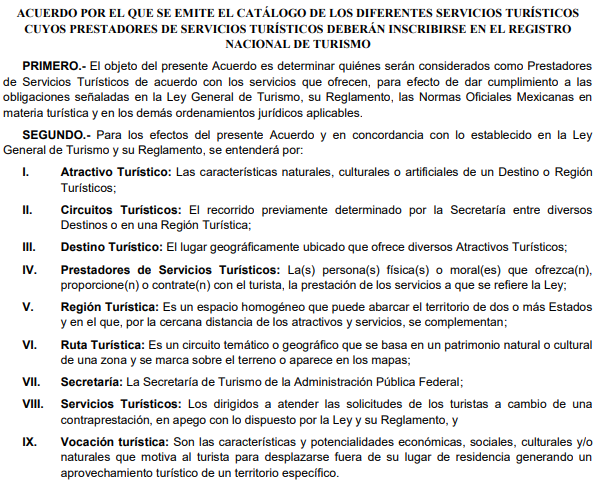 ACUERDO POR EL QUE SE EMITE EL CATÁLOGO DE LOS DIFERENTES SERVICIOS TURÍSTICOS
CUYOS PRESTADORES DE SERVICIOS TURÍSTICOS DEBERÁN INSCRIBIRSE EN EL REGISTRO
NACIONAL DE TURISMO
PRIMERO.- El objeto del presente Acuerdo es determinar quiénes serán considerados como Prestadores
de Servicios Turísticos de acuerdo con los servicios que ofrecen, para efecto de dar cumplimiento a las
obligaciones señaladas en la Ley General de Turismo, su Reglamento, las Normas Oficiales Mexicanas en
materia turística y en los demás ordenamientos jurídicos aplicables.
SEGUNDO.- Para los efectos del presente Acuerdo y en concordancia con lo establecido en la Ley
General de Turismo y su Reglamento, se entenderá por:
I. Atractivo Turístico: Las características naturales, culturales o artificiales de un Destino o Región
Turísticos;
II. Circuitos Turísticos: El recorrido previamente determinado por la Secretaría entre diversos
Destinos o en una Región Turística;
III. Destino Turístico: El lugar geográficamente ubicado que ofrece diversos Atractivos Turísticos;
IV. Prestadores de Servicios Turísticos: La(s) persona(s) física(s) o moral(es) que ofrezca(n),
proporcione(n) o contrate(n) con el turista, la prestación de los servicios a que se refiere la Ley;
V. Región Turística: Es un espacio homogéneo que puede abarcar el territorio de dos o más Estados
y en el que, por la cercana distancia de los atractivos y servicios, se complementan;
VI. Ruta Turística: Es un circuito temático o geográfico que se basa en un patrimonio natural o cultural
de una zona y se marca sobre el terreno o aparece en los mapas;
VII. Secretaría: La Secretaría de Turismo de la Administración Pública Federal;
VIII. Servicios Turísticos: Los dirigidos a atender las solicitudes de los turistas a cambio de una
contraprestación, en apego con lo dispuesto por la Ley y su Reglamento, y
IX. Vocación turística: Son las características y potencialidades económicas, sociales, culturales y/o
naturales que motiva al turista para desplazarse fuera de su lugar de residencia generando un
aprovechamiento turístico de un territorio específico.